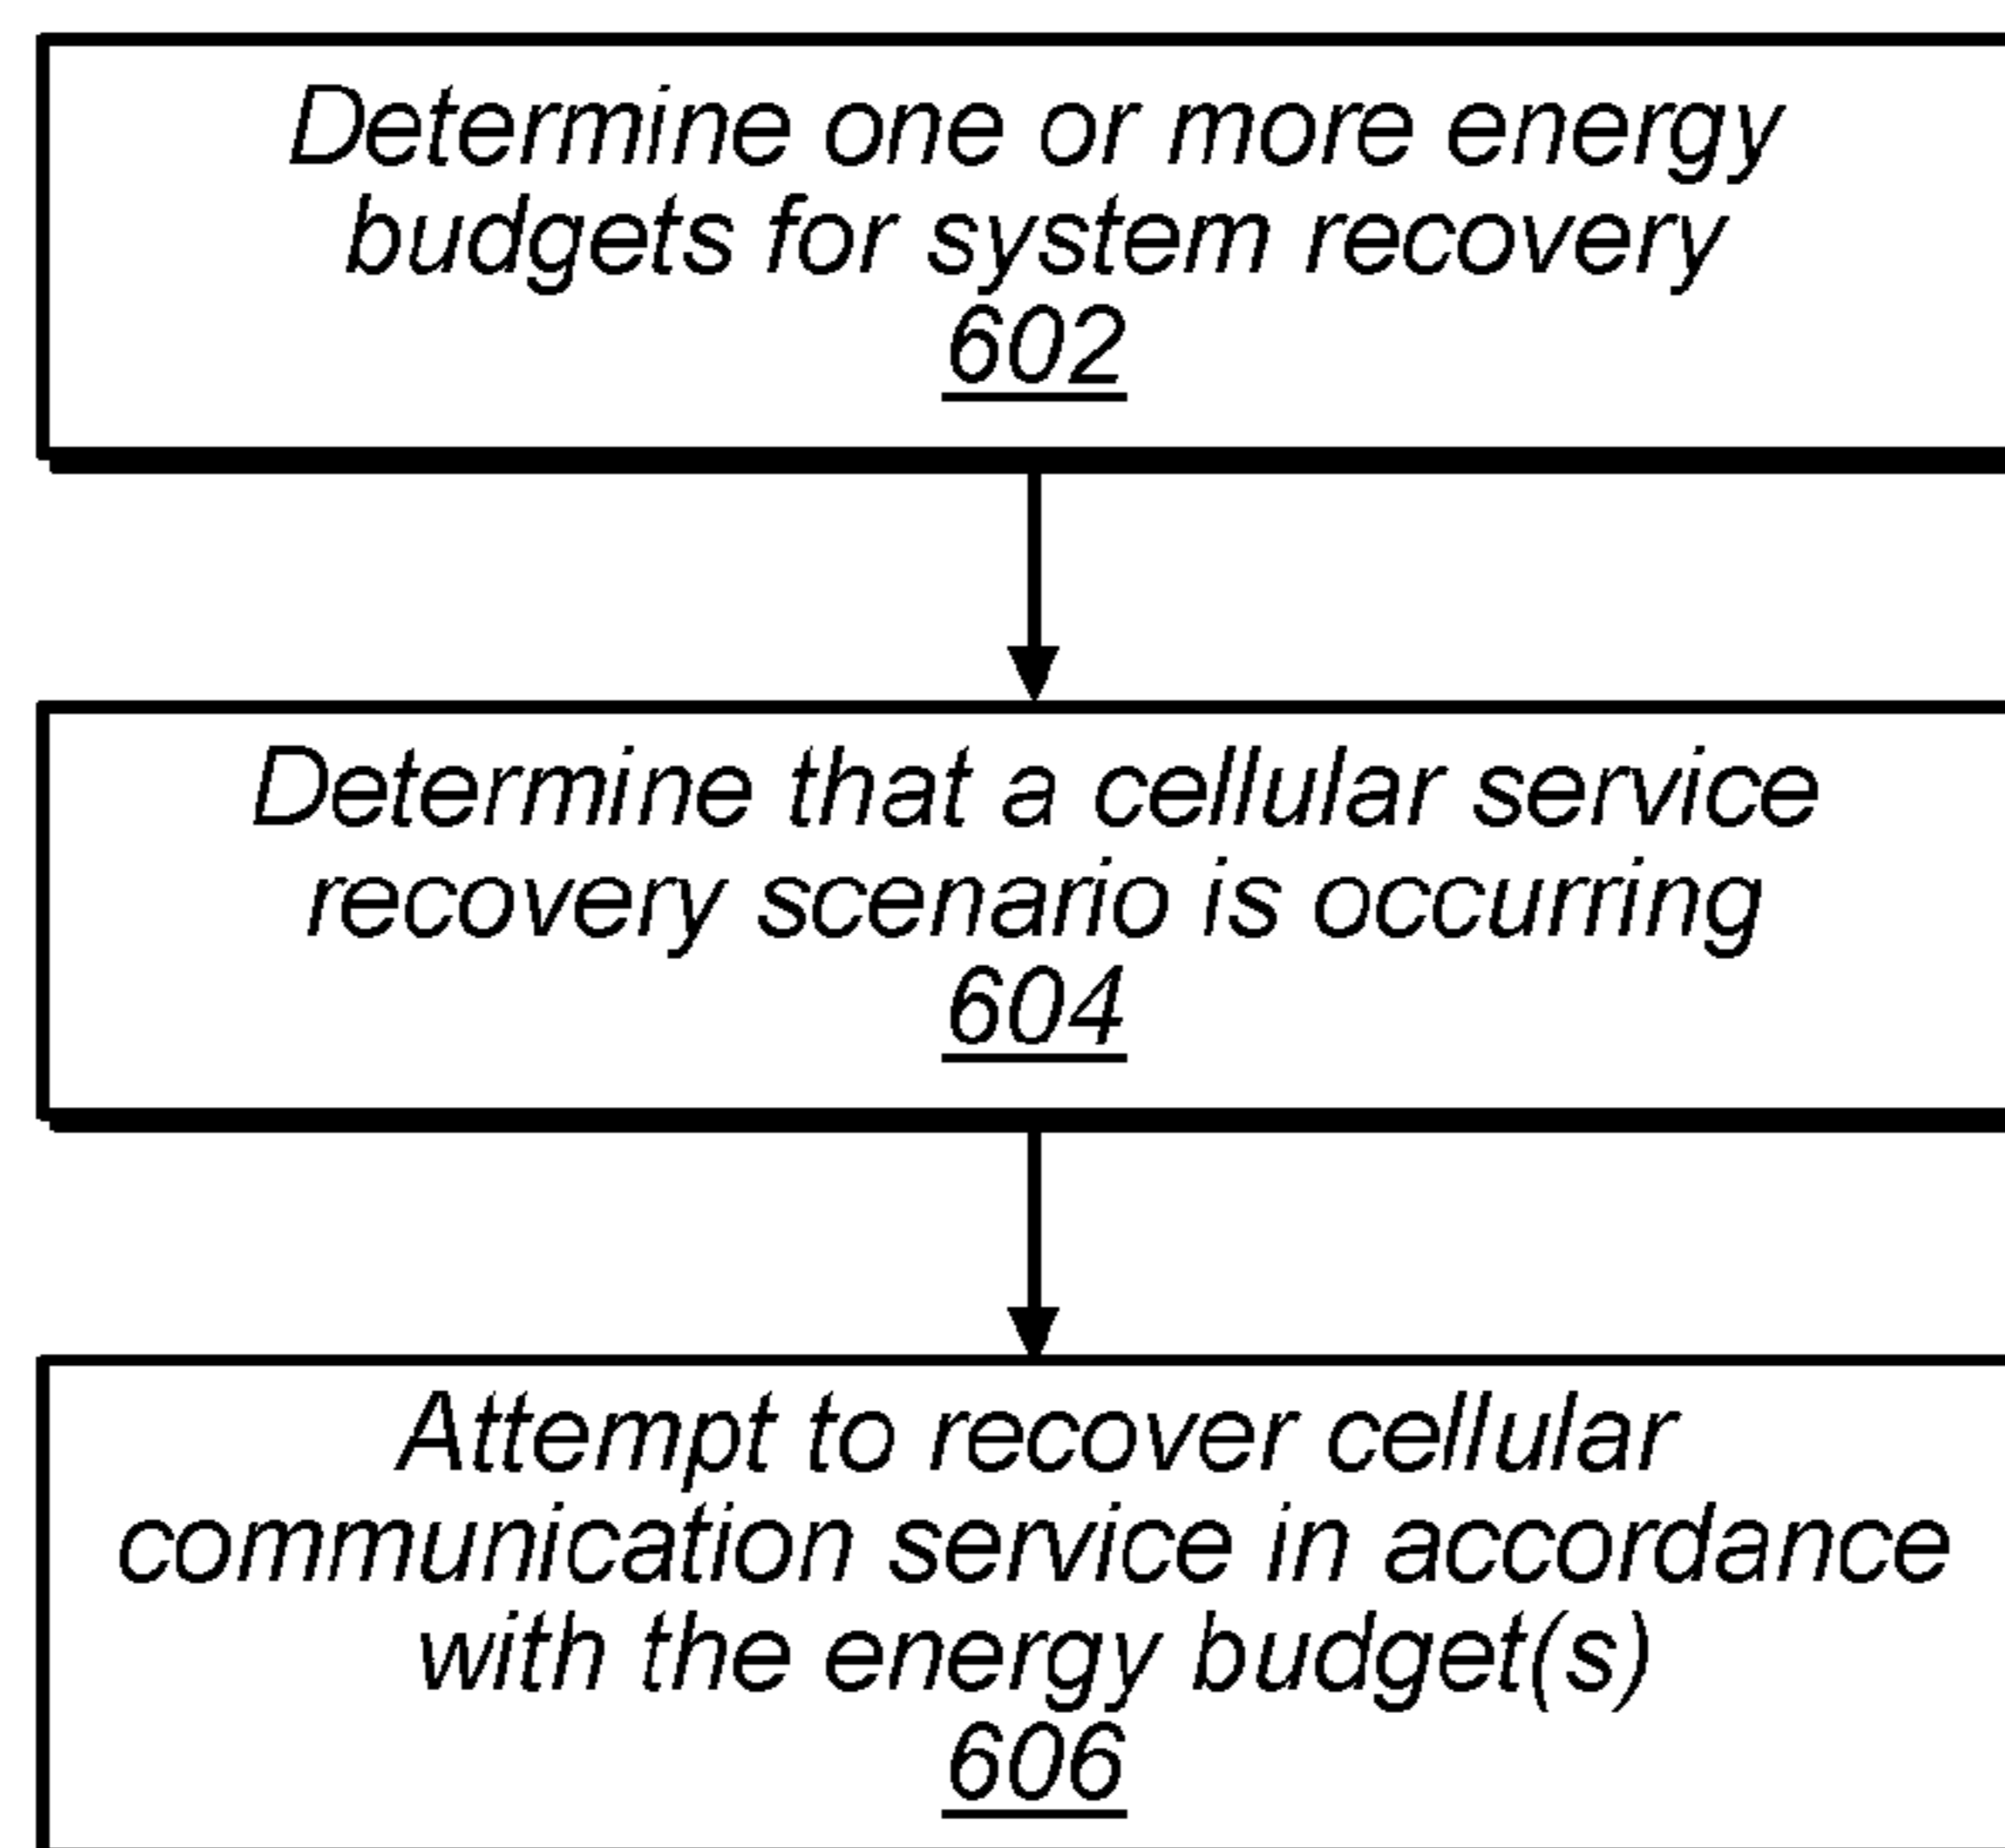 Determine one or more energy
budgets for system recovery
602
Determine that a cellular service
recovery scenario is occurring
604
Attempt to recover cellular
communication service in accordance
with the energy budget(s)
606